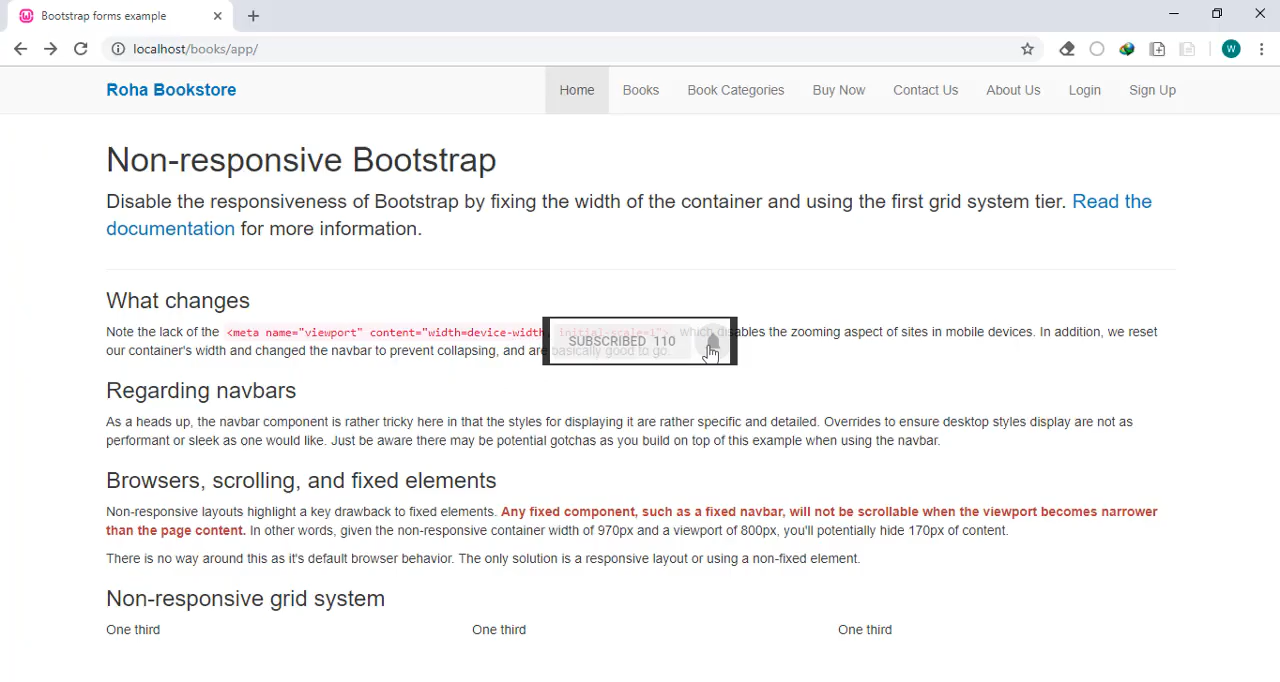 Bootstrap forms example
localhost/books/app/
W
Roha Bookstore
Home Books Book Categories Buy Now Contact Us About Us Login Sign Up
Non-responsive Bootstrap
Disable the responsiveness of Bootstrap by fixing the width of the container and using the first grid system tier. Read the
documentation for more information.
What changes
Note the lack of the <meta name="viewport" content="width=device-width, initial-scale=1">, which disables the zooming aspect of sites in mobile devices. In addition, we reset
our container's width and changed the navbar to prevent collapsing, and are basically good to go.
SUBSCRIBED 110
Regarding navbars
As a heads up, the navbar component is rather tricky here in that the styles for displaying it are rather specific and detailed. Overrides to ensure desktop styles display are not as
performant or sleek as one would like. Just be aware there may be potential gotchas as you build on top of this example when using the navbar.
Browsers, scrolling, and fixed elements
Non-responsive layouts highlight a key drawback to fixed elements. Any fixed component, such as a fixed navbar, will not be scrollable when the viewport becomes narrower
than the page content. In other words, given the non-responsive container width of 970px and a viewport of 800px, you'll potentially hide 170px of content.
There is no way around this as it's default browser behavior. The only solution is a responsive layout or using a non-fixed element.
Non-responsive grid system
One third One third One third